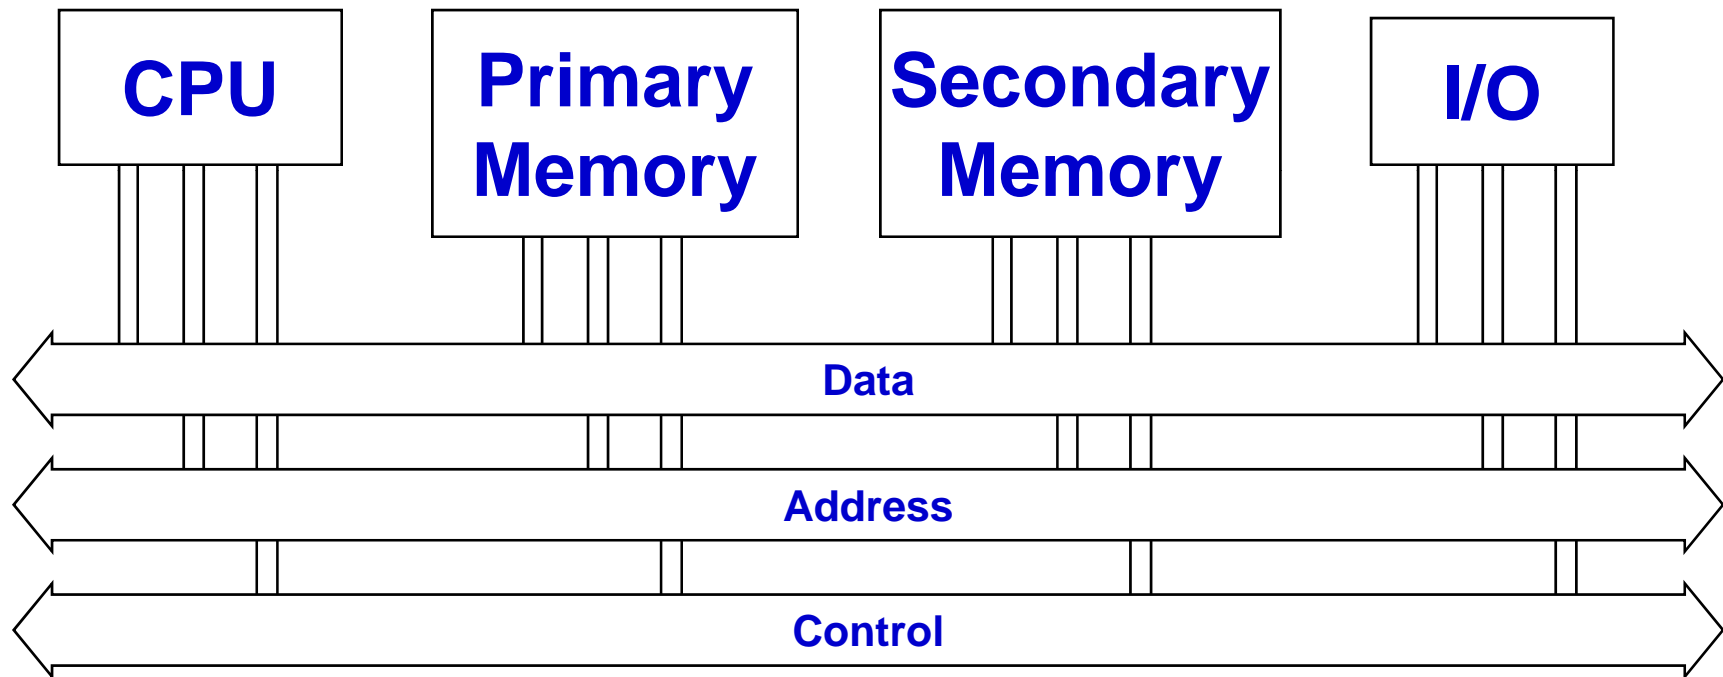 CPU
Primary
Memory
Secondary
Memory
I/O
Data
Address
Control